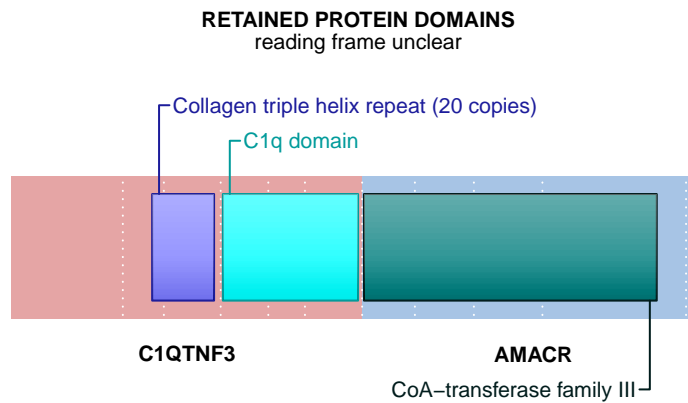 RETAINED PROTEIN DOMAINS
reading frame unclear
Collagen triple helix repeat (20 copies)
C1q domain
C1QTNF3
AMACR
CoA−transferase family III